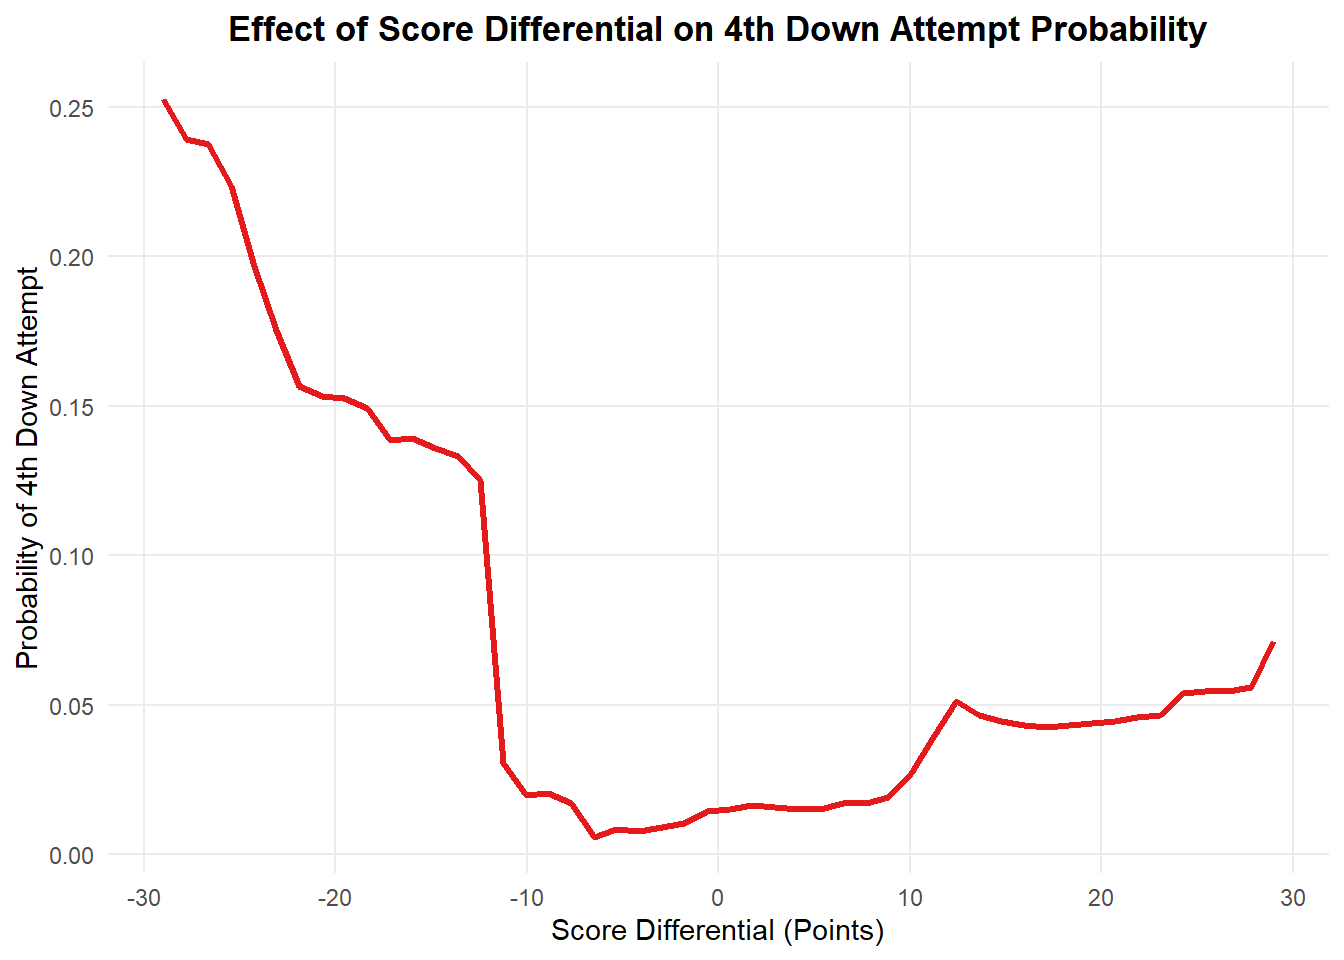 Effect of Score Differential on 4th Down Attempt Probability
Probability of 4th Down Attempt
0.25
0.20
0.15
0.10
0.05
0.00
-30 -20 -10 0 10 20 30
Score Differential (Points)